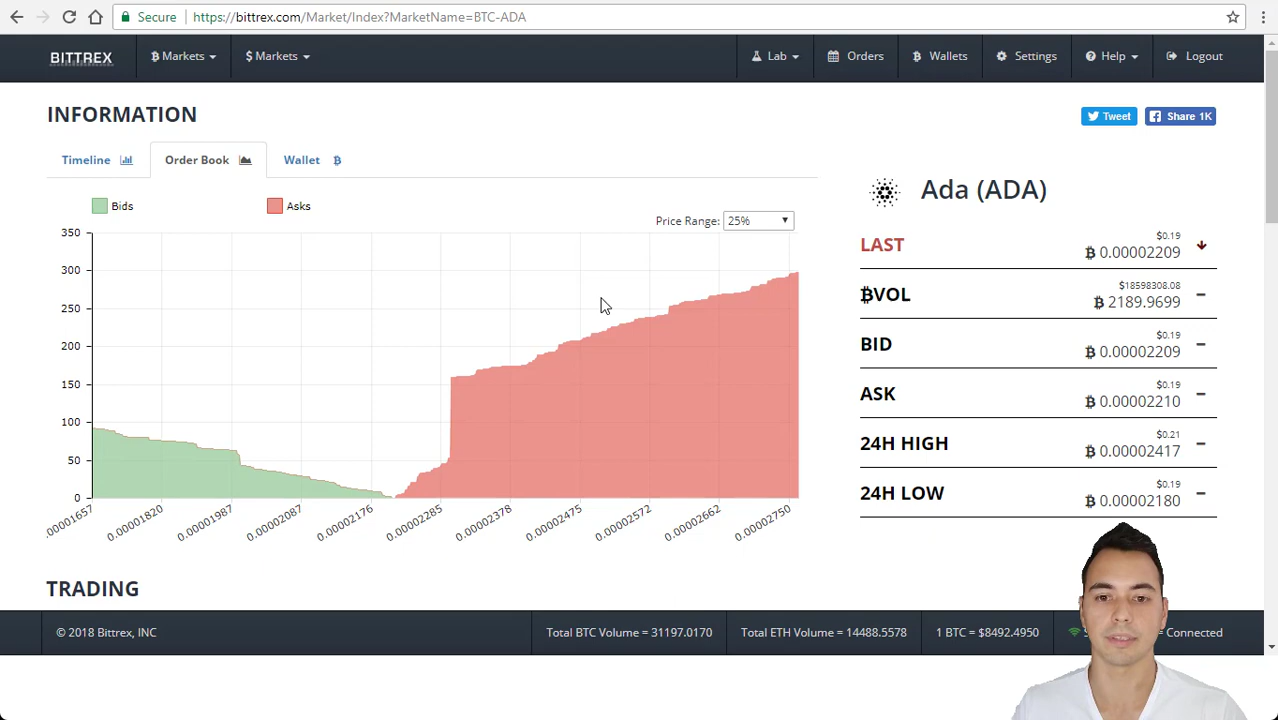 Secure
https://bittrex.com/Market/Index?MarketName=BTC-ADA
BITTREX
Markets
$ Markets
Lab
Orders
Wallets
Settings
Help
Logout
INFORMATION
Tweet
Share 1K
Timeline
Order Book
Wallet
Bids
Asks
Price Range: 25%
Ada (ADA)
350
300
250
200
150
100
50
0
.00001657
0.00001820
0.00001987
0.00002087
0.00002176
0.00002285
0.00002378
0.00002475
0.00002572
0.00002662
0.00002750
LAST
$0.19
0.00002209
₿VOL
$18598308.08
2189.9699
BID
$0.19
0.00002209
ASK
$0.19
0.00002210
24H HIGH
$0.21
0.00002417
24H LOW
$0.19
0.00002180
TRADING
© 2018 Bittrex, INC
Total BTC Volume = 31197.0170
Total ETH Volume = 14488.5578
1 BTC = $8492.4950
= Connected